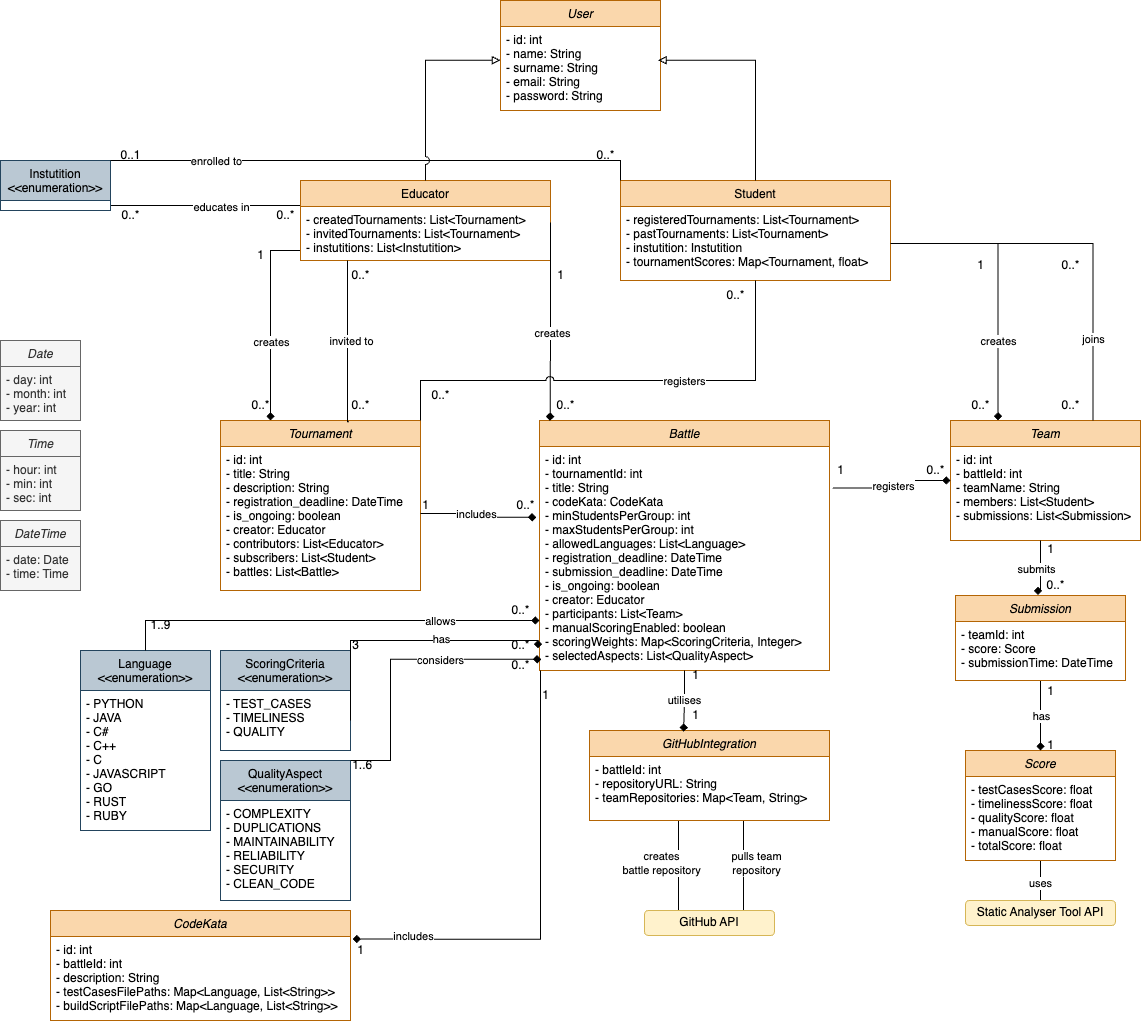 User
- id: int
- name: String
- surname: String
- email: String
- password: String
0..1
enrolled to
0..*
Instutition
<<enumeration>>
educates in
0..*
0..*
Educator
- createdTournaments: List<Tournament>
- invitedTournaments: List<Tournament>
- instutitions: List<Instutition>
Student
- registeredTournaments: List<Tournament>
- pastTournaments: List<Tournament>
- instutition: Instutition
- tournamentScores: Map<Tournament, float>
1
0..*
1
0..*
1
0..*
creates
invited to
creates
creates
joins
registers
0..*
0..*
0..*
0..*
0..*
0..*
Date
- day: int
- month: int
- year: int
Time
- hour: int
- min: int
- sec: int
DateTime
- date: Date
- time: Time
Tournament
- id: int
- title: String
- description: String
- registration_deadline: DateTime
- is_ongoing: boolean
- creator: Educator
- contributors: List<Educator>
- subscribers: List<Student>
- battles: List<Battle>
1
includes
0..*
Battle
- id: int
- tournamentId: int
- title: String
- codeKata: CodeKata
- minStudentsPerGroup: int
- maxStudentsPerGroup: int
- allowedLanguages: List<Language>
- registration_deadline: DateTime
- submission_deadline: DateTime
- is_ongoing: boolean
- creator: Educator
- participants: List<Team>
- manualScoringEnabled: boolean
- scoringWeights: Map<ScoringCriteria, Integer>
- selectedAspects: List<QualityAspect>
1
registers
0..*
Team
- id: int
- battleId: int
- teamName: String
- members: List<Student>
- submissions: List<Submission>
1
submits
0..*
Submission
- teamId: int
- score: Score
- submissionTime: DateTime
1
has
1
Score
- testCasesScore: float
- timelinessScore: float
- qualityScore: float
- manualScore: float
- totalScore: float
uses
Static Analyser Tool API
1..9
allows
0..*
3
has
0..*
considers
0..*
1..6
Language
<<enumeration>>
- PYTHON
- JAVA
- C#
- C++
- C
- JAVASCRIPT
- GO
- RUST
- RUBY
ScoringCriteria
<<enumeration>>
- TEST_CASES
- TIMELINESS
- QUALITY
QualityAspect
<<enumeration>>
- COMPLEXITY
- DUPLICATIONS
- MAINTAINABILITY
- RELIABILITY
- SECURITY
- CLEAN_CODE
1
1
utilises
1
GitHubIntegration
- battleId: int
- repositoryURL: String
- teamRepositories: Map<Team, String>
creates
battle repository
pulls team
repository
GitHub API
includes
1
CodeKata
- id: int
- battleId: int
- description: String
- testCasesFilePaths: Map<Language, List<String>>
- buildScriptFilePaths: Map<Language, List<String>>